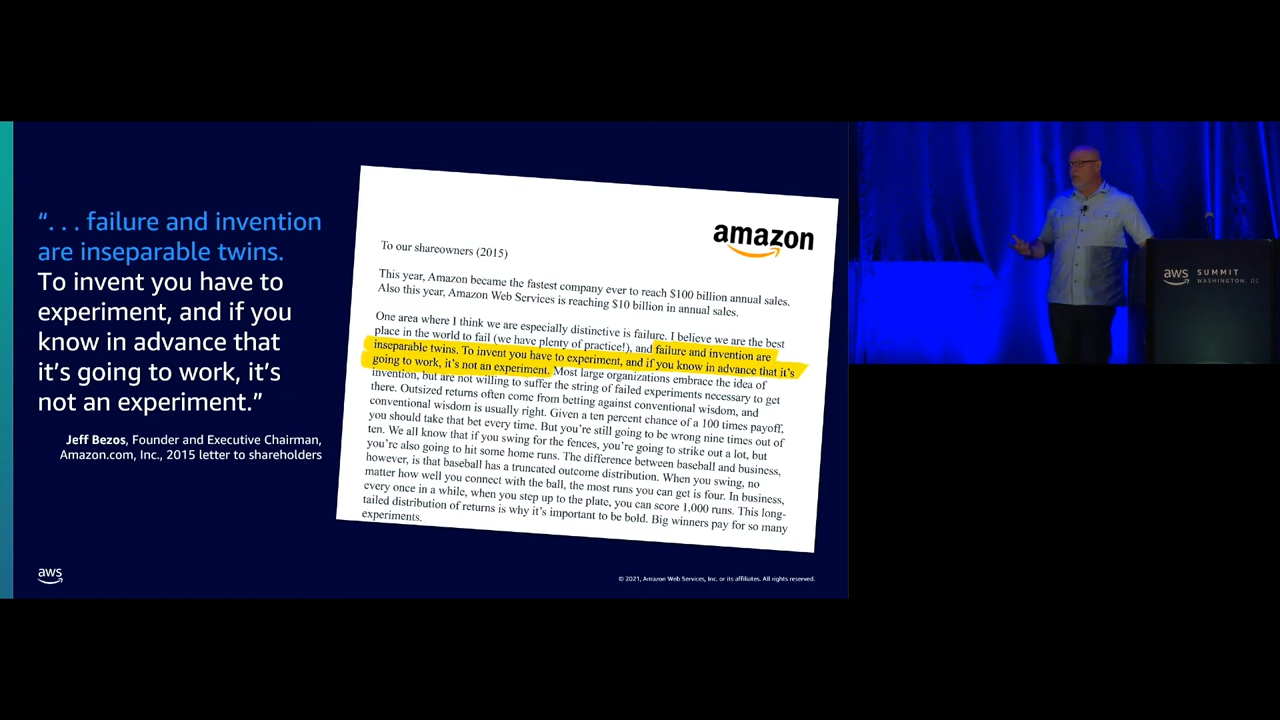 “. . . failure and invention
are inseparable twins.
To invent you have to
experiment, and if you
know in advance that
it’s going to work, it’s
not an experiment.”
Jeff Bezos, Founder and Executive Chairman,
Amazon.com, Inc., 2015 letter to shareholders
aws
amazon
To our shareowners (2015)
This year, Amazon became the fastest company ever to reach $100 billion annual sales.
Also this year, Amazon Web Services is reaching $10 billion in annual sales.
One area where I think we are especially distinctive is failure. I believe we are the best
place in the world to fail (we have plenty of practice!), and failure and invention are
inseparable twins. To invent you have to experiment, and if you know in advance that it’s
going to work, it’s not an experiment. Most large organizations embrace the idea of
invention, but are not willing to suffer the string of failed experiments necessary to get
there. Outsized returns often come from betting against conventional wisdom, and
conventional wisdom is usually right. Given a ten percent chance of a 100 times payoff,
you should take that bet every time. But you’re still going to be wrong nine times out of
ten. We all know that if you swing for the fences, you’re going to strike out a lot, but
you’re also going to hit some home runs. The difference between baseball and business,
however, is that baseball has a truncated outcome distribution. When you swing, no
matter how well you connect with the ball, the most runs you can get is four. In business,
every once in a while, when you step up to the plate, you can score 1,000 runs. This long-
tailed distribution of returns is why it’s important to be bold. Big winners pay for so many
experiments.
© 2021, Amazon Web Services, Inc. or its affiliates. All rights reserved.
aws SUMMIT
WASHINGTON, DC